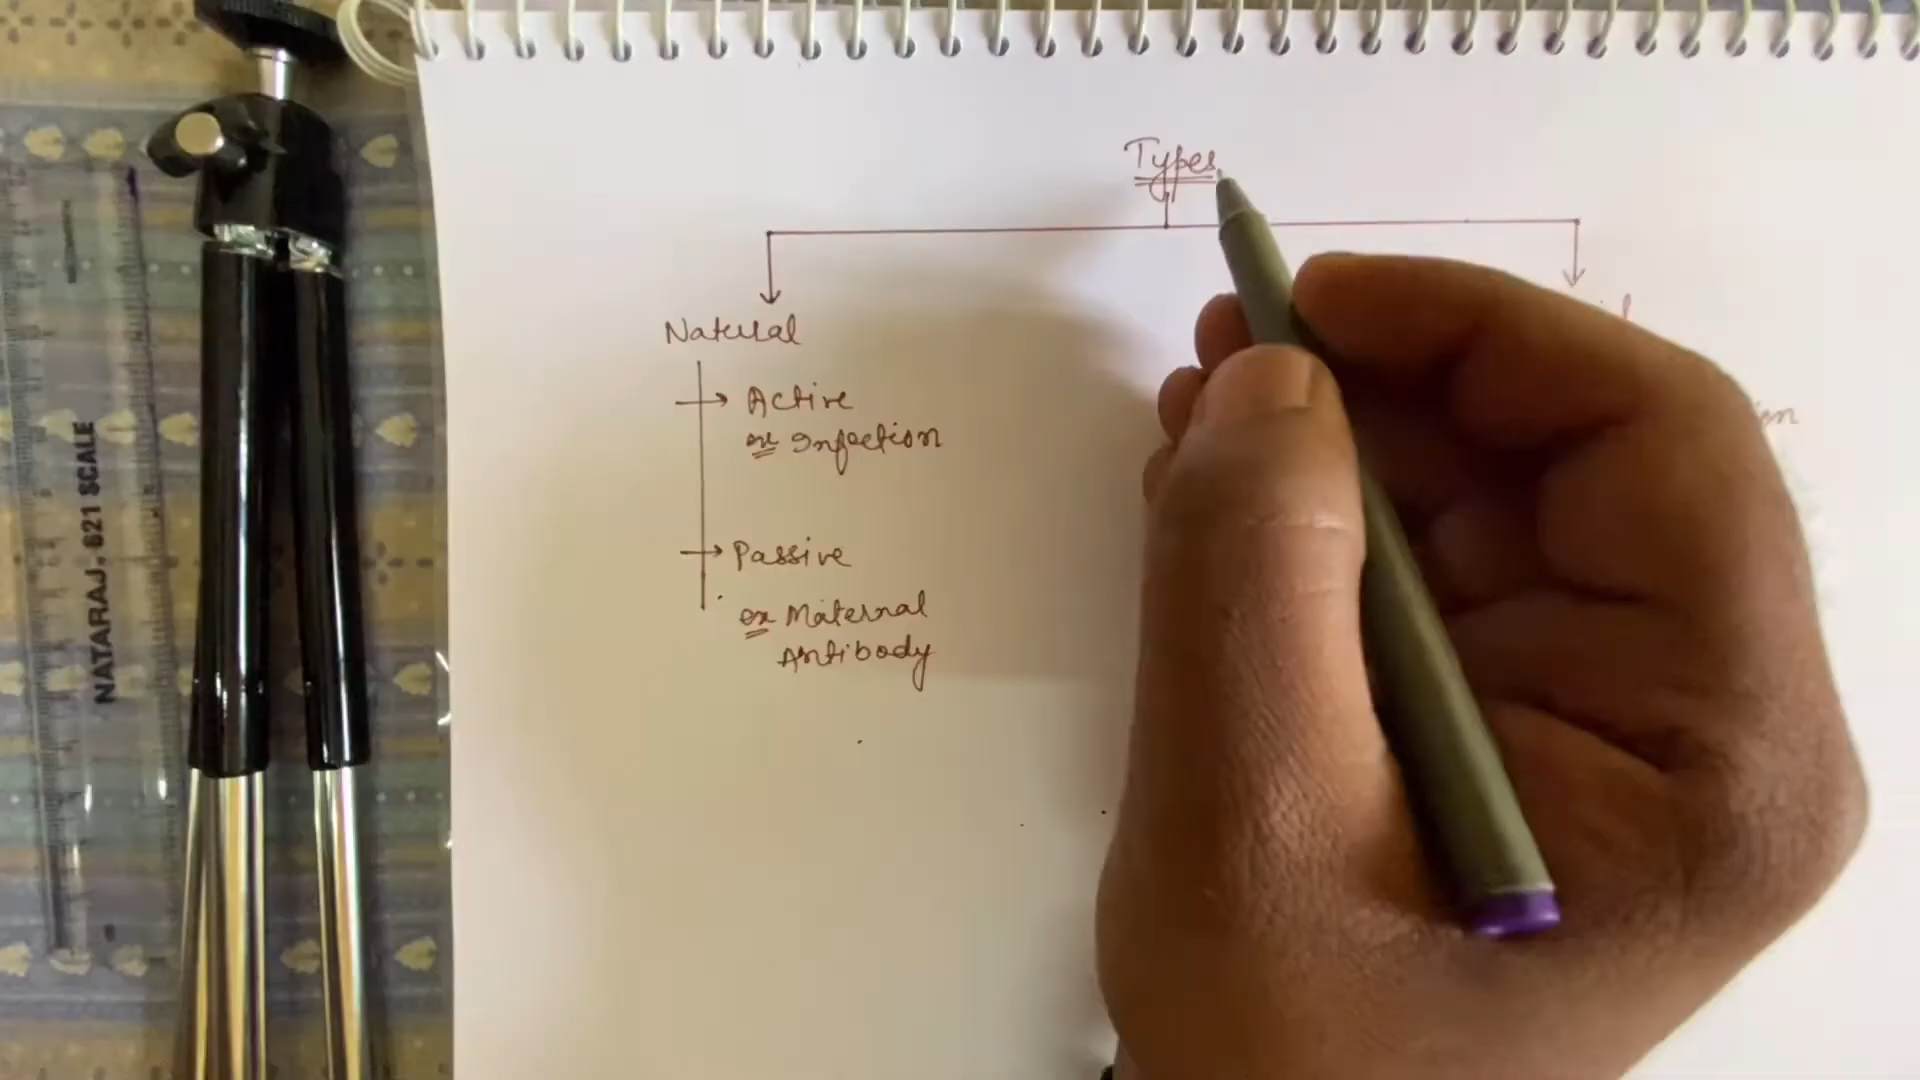 Types
Natural
Active
ex Infection
Passive
ex Maternal
Antibody
NATARAJ. 621 SCALE